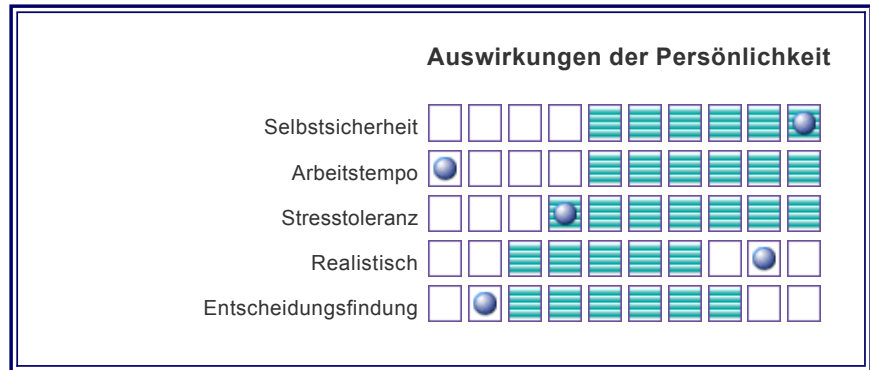 Auswirkungen der Persönlichkeit
Selbstsicherheit
Arbeitstempo
Stresstoleranz
Realistisch
Entscheidungsfindung